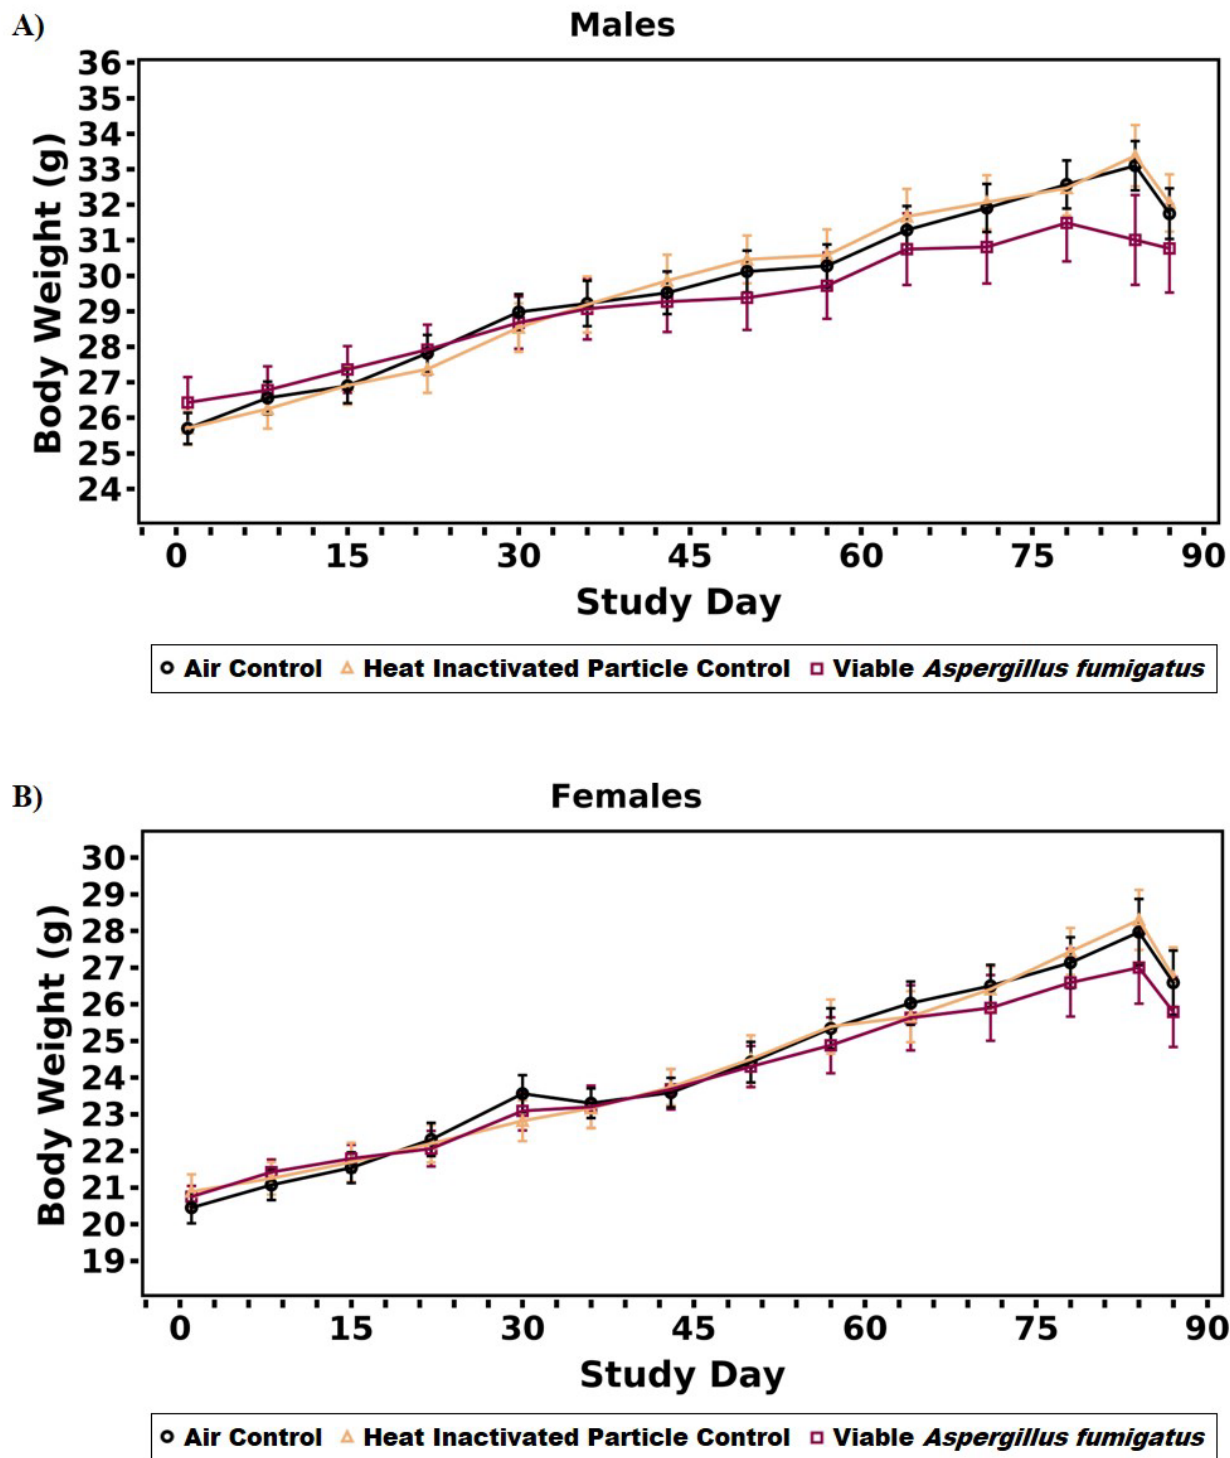 A)
Males
Body Weight (g)
36
35
34
33
32
31
30
29
28
27
26
25
24
0 15 30 45 60 75 90
Study Day
Air Control Heat Inactivated Particle Control Viable Aspergillus fumigatus
B)
Females
Body Weight (g)
30
29
28
27
26
25
24
23
22
21
20
19
0 15 30 45 60 75 90
Study Day
Air Control Heat Inactivated Particle Control Viable Aspergillus fumigatus